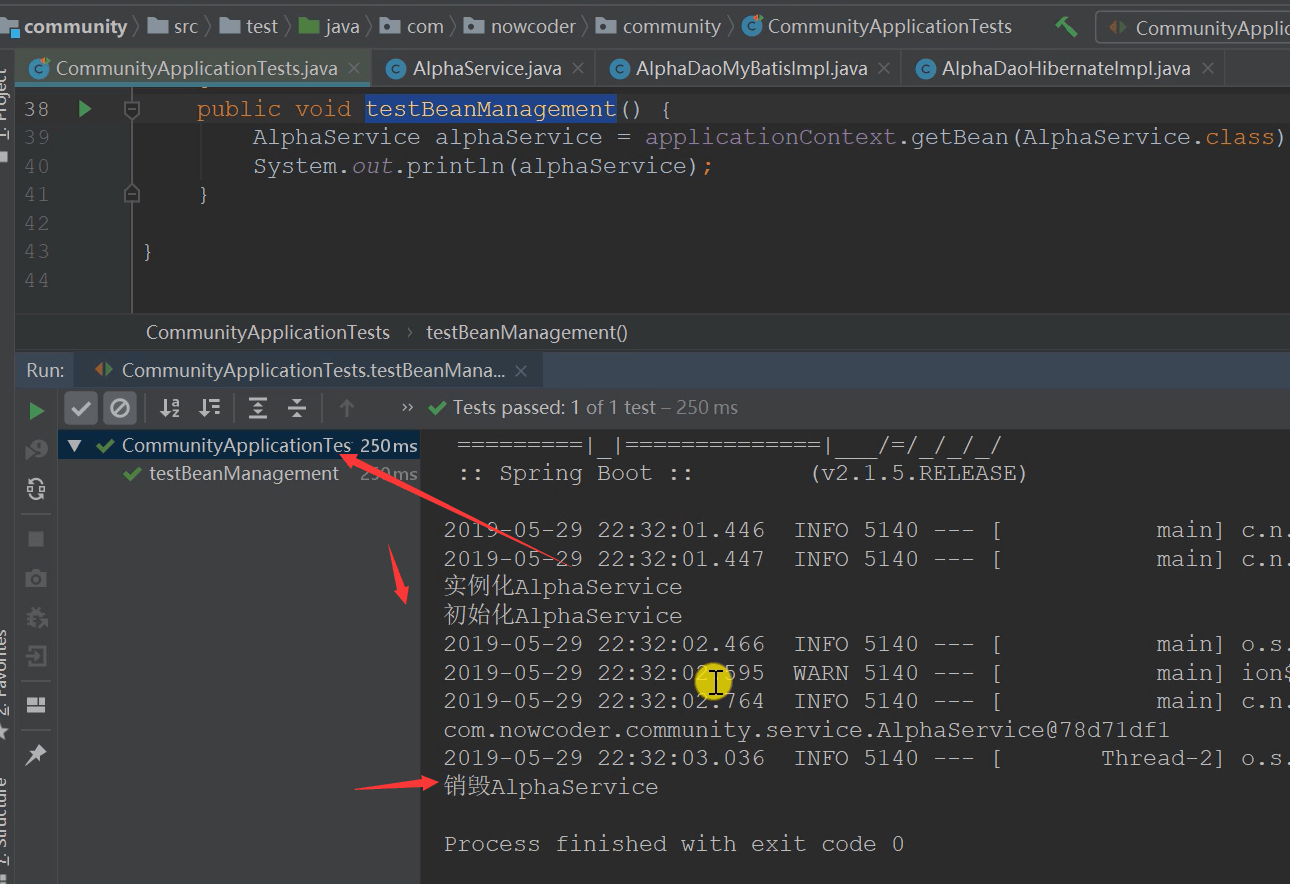 community src test java com nowcoder community CommunityApplicationTests CommunityApplic
CommunityApplicationTests.java AlphaService.java AlphaDaoMyBatisImpl.java AlphaDaoHibernateImpl.java
1: Project
38 public void testBeanManagement() {
39 AlphaService alphaService = applicationContext.getBean(AlphaService.class)
40 System.out.println(alphaService);
41 }
42
43 }
44
CommunityApplicationTests › testBeanManagement()
Run: CommunityApplicationTests.testBeanMana...
» Tests passed: 1 of 1 test – 250 ms
CommunityApplicationTes 250 ms
testBeanManagement 250 ms
=========|_|==============|___/=/_/_/_/
:: Spring Boot :: (v2.1.5.RELEASE)
2019-05-29 22:32:01.446 INFO 5140 --- [ main] c.n.
2019-05-29 22:32:01.447 INFO 5140 --- [ main] c.n.
实例化AlphaService
初始化AlphaService
2019-05-29 22:32:02.466 INFO 5140 --- [ main] o.s.
2019-05-29 22:32:02.595 WARN 5140 --- [ main] ion$
2019-05-29 22:32:02.764 INFO 5140 --- [ main] c.n.
com.nowcoder.community.service.AlphaService@78d71df1
2019-05-29 22:32:03.036 INFO 5140 --- [ Thread-2] o.s.
销毁AlphaService
Process finished with exit code 0
2: Favorites
7: Structure